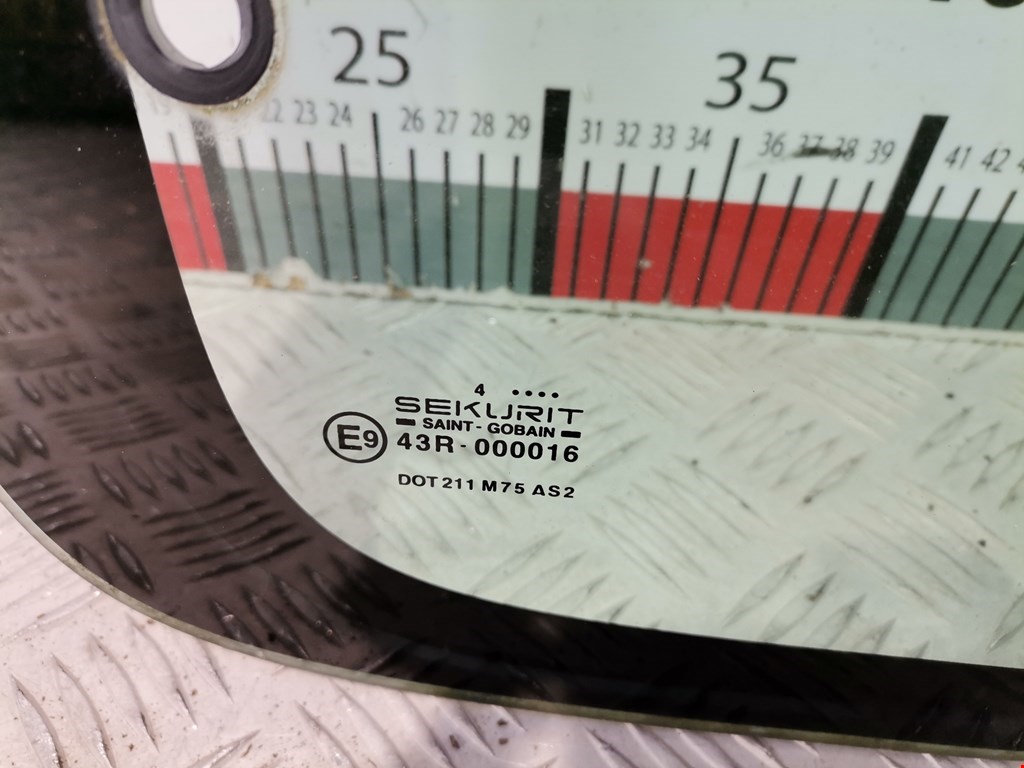 25
35
22 23 24 26 27 28 29 31 32 33 34 36 37 38 39 41 42
4 ....
SEKURIT
SAINT-GOBAIN
E9 43R-000016
DOT 211 M75 AS2